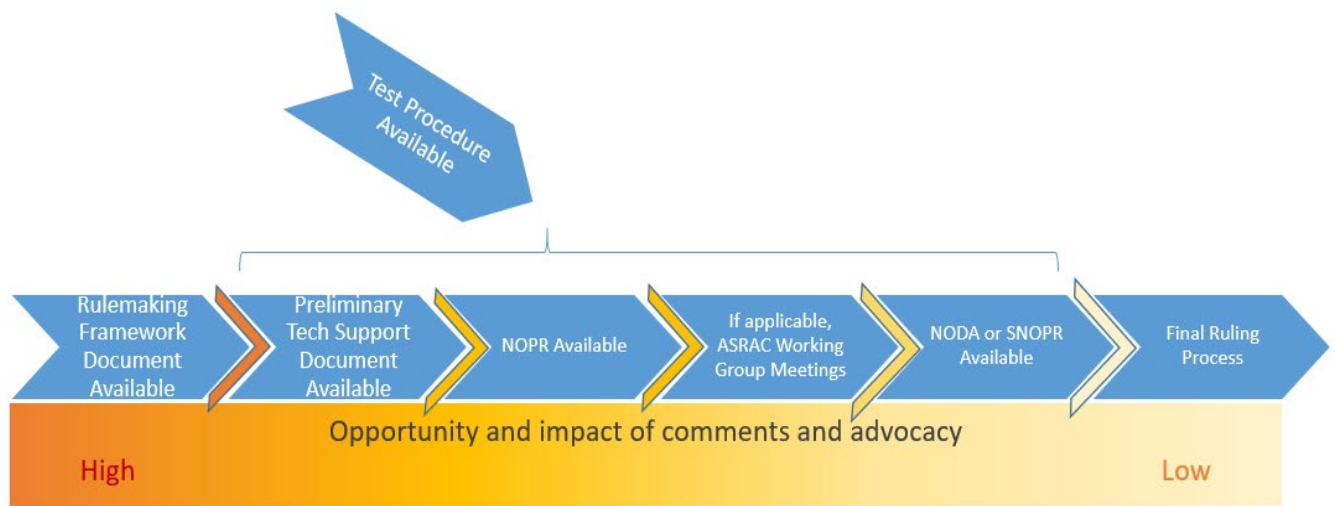 Test Procedure
Available
Rulemaking
Framework
Document
Available
Preliminary
Tech Support
Document
Available
NOPR Available
If applicable,
ASRAC Working
Group Meetings
NODA or SNOPR
Available
Final Ruling
Process
Opportunity and impact of comments and advocacy
High
Low